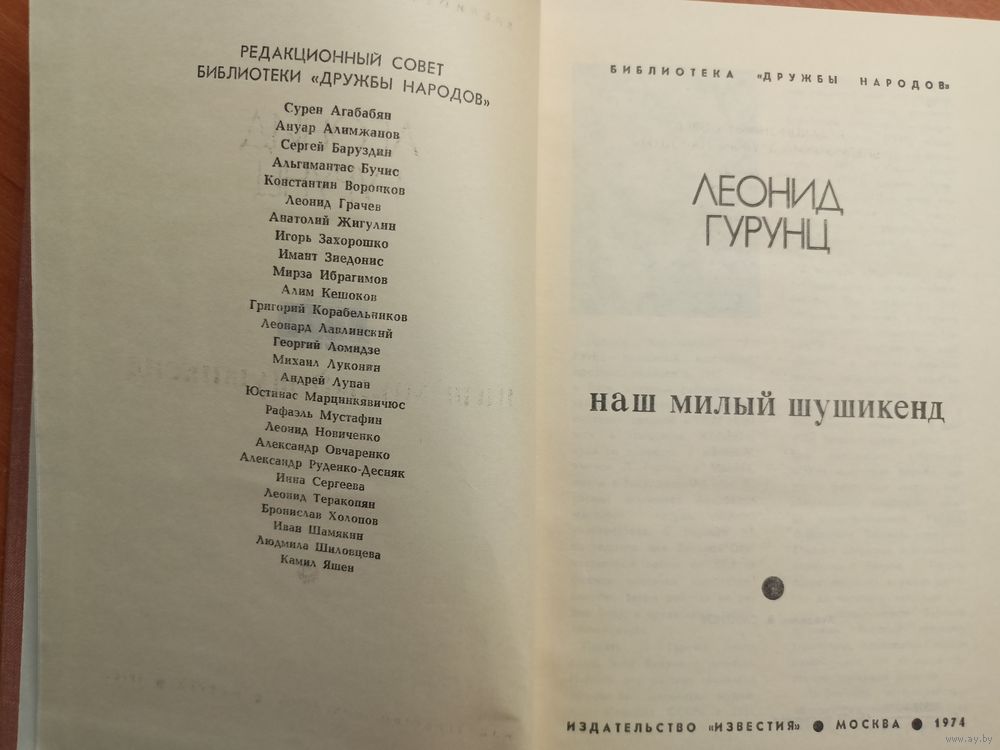 РЕДАКЦИОННЫЙ СОВЕТ
БИБЛИОТЕКИ «ДРУЖБЫ НАРОДОВ»
Сурен Агабабян
Ануар Алимжанов
Сергей Баруздин
Альгимантас Бучис
Константин Воронков
Леонид Грачев
Анатолий Жигулин
Игорь Захорошко
Имант Зиедонис
Мирза Ибрагимов
Алим Кешоков
Григорий Корабельников
Леонард Лавлинский
Георгий Ломидзе
Михаил Луконин
Андрей Лупан
Юстинас Марцинкявичюс
Рафаэль Мустафин
Леонид Новиченко
Александр Овчаренко
Александр Руденко-Десняк
Инна Сергеева
Леонид Теракопян
Бронислав Холопов
Иван Шамякин
Людмила Шиловцева
Камил Яшен
БИБЛИОТЕКА «ДРУЖБЫ НАРОДОВ»
ЛЕОНИД
ГУРУНЦ
наш милый шушикенд
ИЗДАТЕЛЬСТВО «ИЗВЕСТИЯ» ● МОСКВА ● 1974
www.ay.by